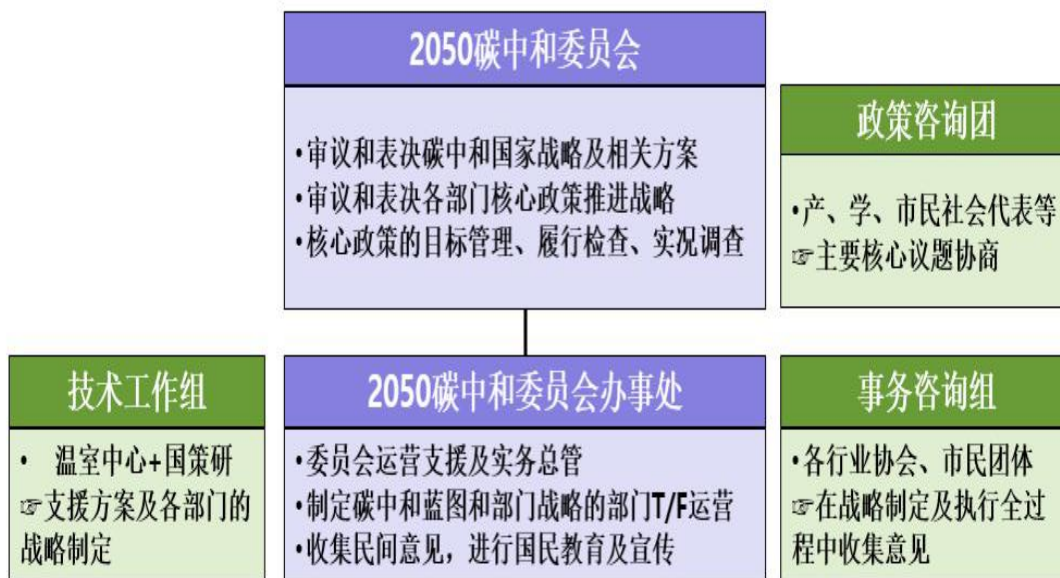 2050碳中和委员会
•审议和表决碳中和国家战略及相关方案
•审议和表决各部门核心政策推进战略
•核心政策的目标管理、履行检查、实况调查
政策咨询团
•产、学、市民社会代表等
☞主要核心议题协商
技术工作组
• 温室中心+国策研
☞支援方案及各部门的
战略制定
2050碳中和委员会办事处
•委员会运营支援及实务总管
•制定碳中和蓝图和部门战略的部门T/F运营
•收集民间意见，进行国民教育及宣传
事务咨询组
•各行业协会、市民团体
☞在战略制定及执行全过
程中收集意见